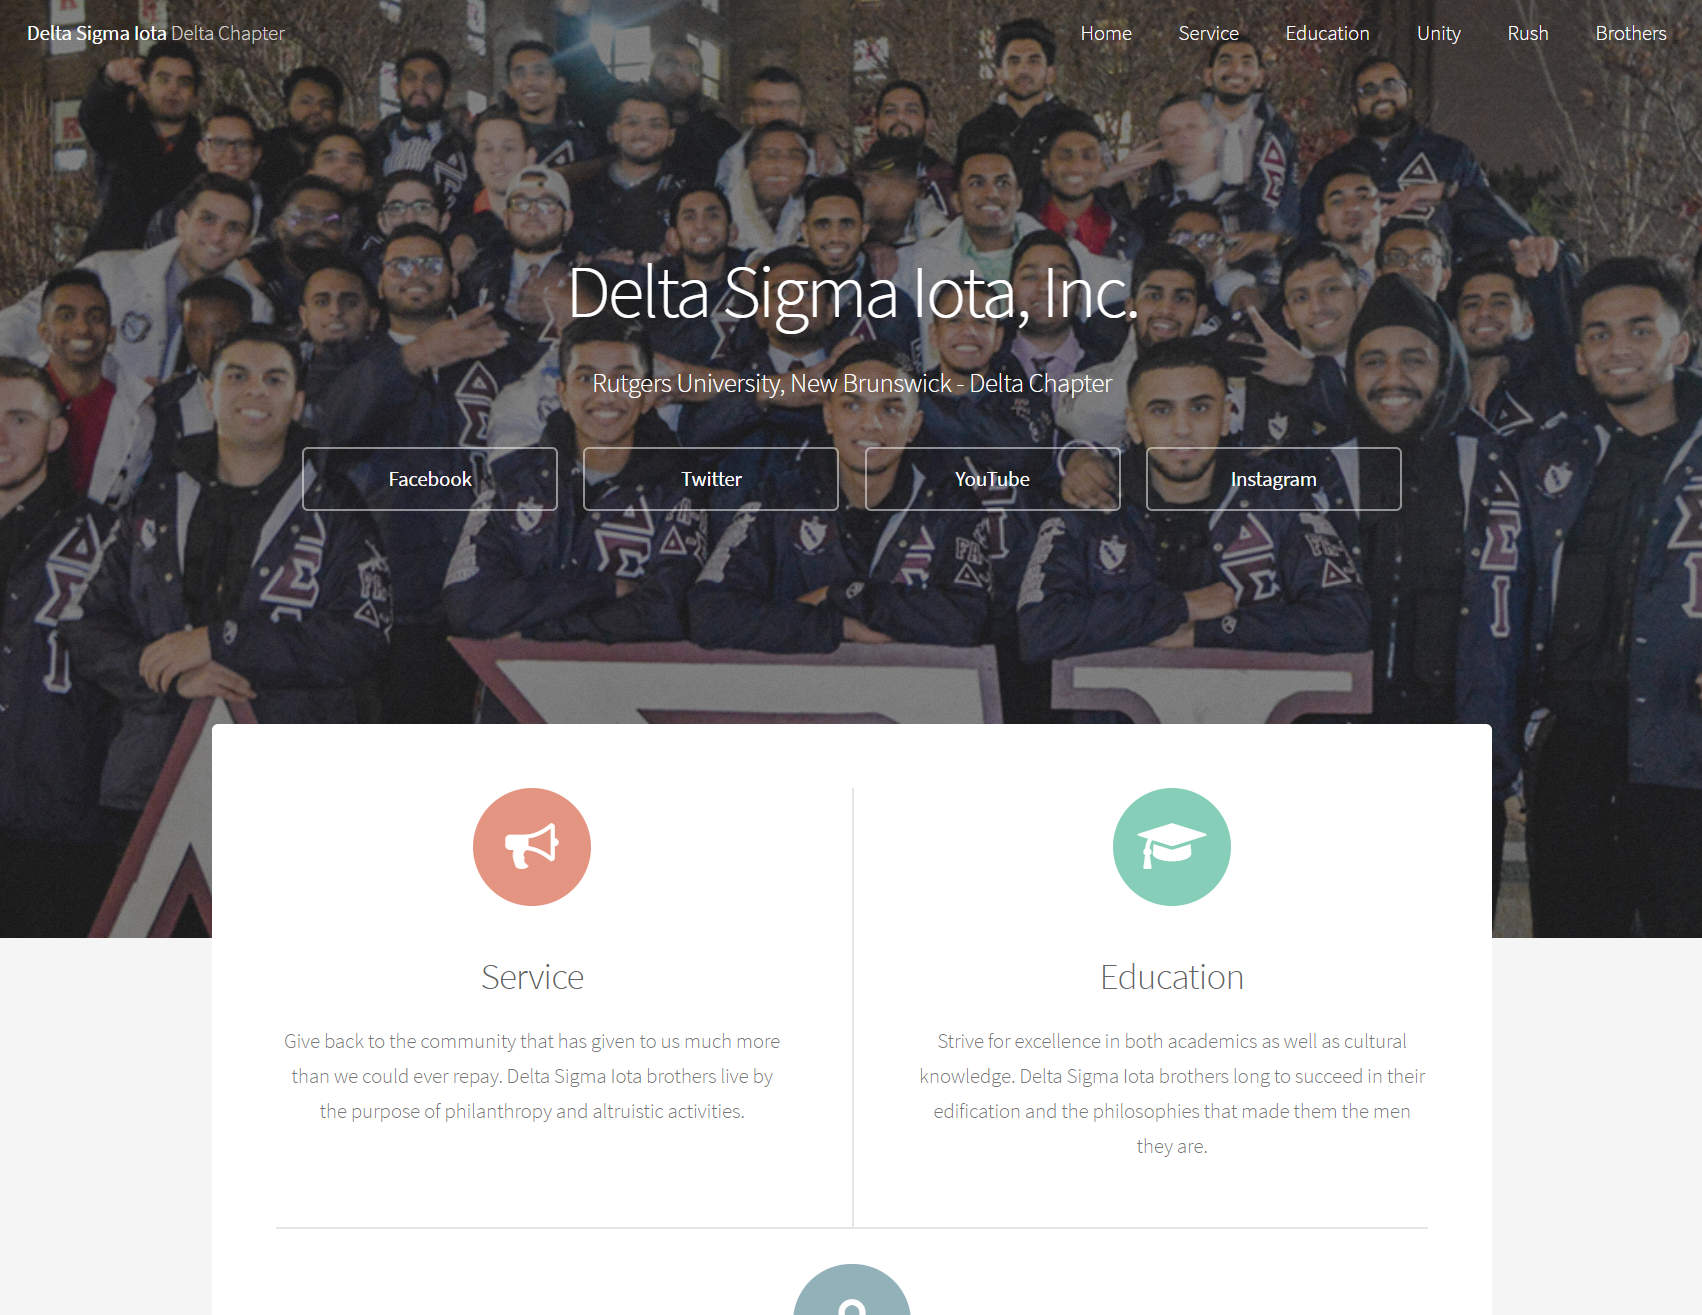 Delta Sigma Iota Delta Chapter
Home Service Education Unity Rush Brothers
Delta Sigma Iota, Inc.
Rutgers University, New Brunswick - Delta Chapter
Facebook Twitter YouTube Instagram
Service
Give back to the community that has given to us much more
than we could ever repay. Delta Sigma Iota brothers live by
the purpose of philanthropy and altruistic activities.
Education
Strive for excellence in both academics as well as cultural
knowledge. Delta Sigma Iota brothers long to succeed in their
edification and the philosophies that made them the men
they are.